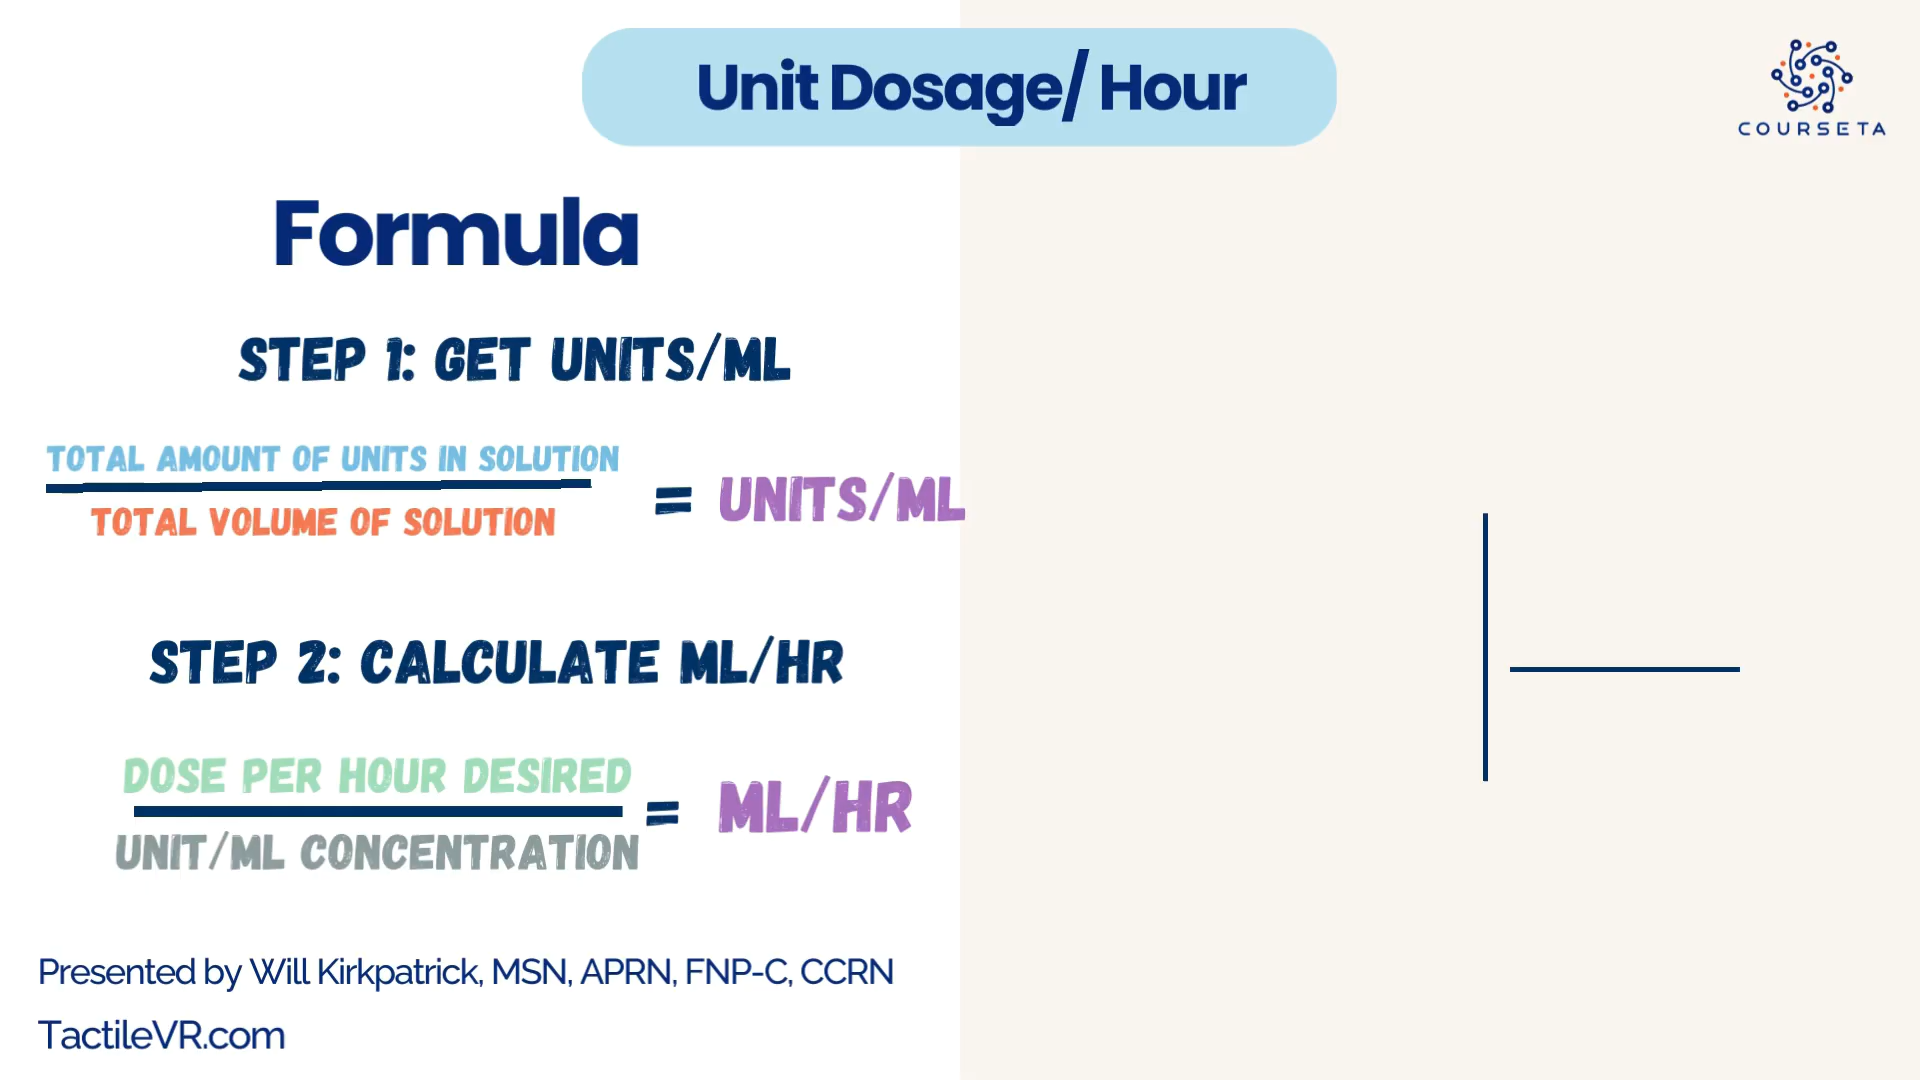 Unit Dosage/ Hour
COURSETA
Formula
STEP 1: GET UNITS/ML
TOTAL AMOUNT OF UNITS IN SOLUTION
= UNITS/ML
TOTAL VOLUME OF SOLUTION
STEP 2: CALCULATE ML/HR
DOSE PER HOUR DESIRED
= ML/HR
UNIT/ML CONCENTRATION
Presented by Will Kirkpatrick, MSN, APRN, FNP-C, CCRN
TactileVR.com